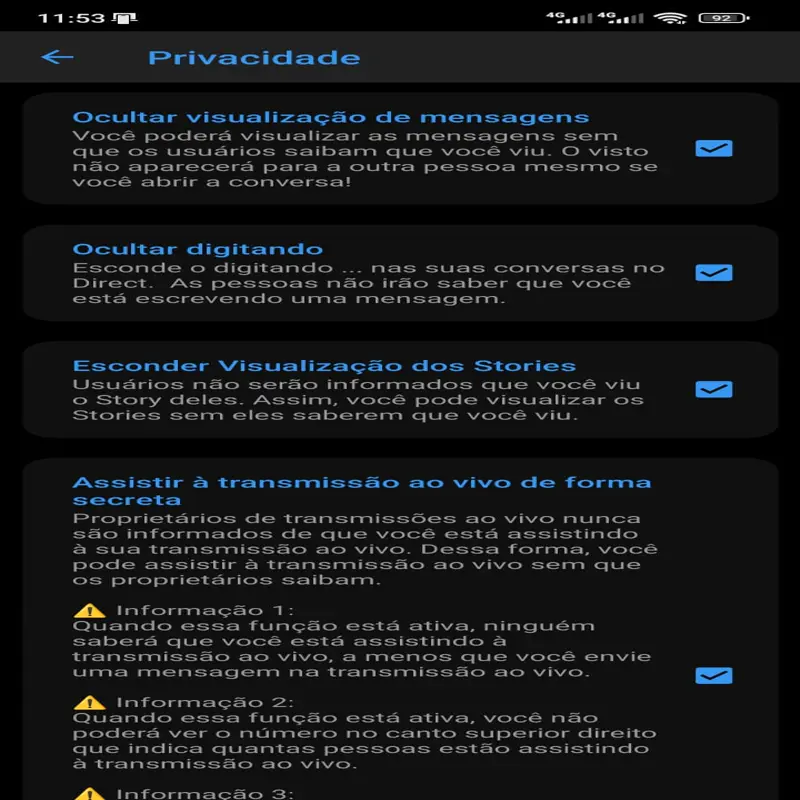 11:53
4G 4G 92
Privacidade
Ocultar visualização de mensagens
Você poderá visualizar as mensagens sem
que os usuários saibam que você viu. O visto
não aparecerá para a outra pessoa mesmo se
você abrir a conversa!
Ocultar digitando
Esconde o digitando ... nas suas conversas no
Direct.  As pessoas não irão saber que você
está escrevendo uma mensagem.
Esconder Visualização dos Stories
Usuários não serão informados que você viu
o Story deles. Assim, você pode visualizar os
Stories sem eles saberem que você viu.
Assistir à transmissão ao vivo de forma
secreta
Proprietários de transmissões ao vivo nunca
são informados de que você está assistindo
à sua transmissão ao vivo. Dessa forma, você
pode assistir à transmissão ao vivo sem que
os proprietários saibam.
⚠️ Informação 1:
Quando essa função está ativa, ninguém
saberá que você está assistindo à
transmissão ao vivo, a menos que você envie
uma mensagem na transmissão ao vivo.
⚠️ Informação 2:
Quando essa função está ativa, você não
poderá ver o número no canto superior direito
que indica quantas pessoas estão assistindo
à transmissão ao vivo.
⚠️ Informação 3: